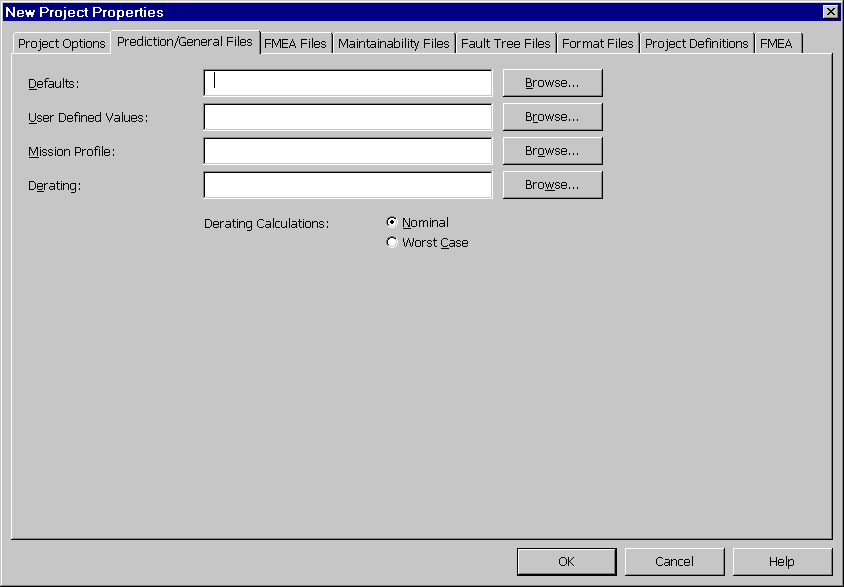 New Project Properties
Project Options Prediction/General Files FMEA Files Maintainability Files Fault Tree Files Format Files Project Definitions FMEA
Defaults: Browse...
User Defined Values: Browse...
Mission Profile: Browse...
Derating: Browse...
Derating Calculations: Nominal
Worst Case
OK Cancel Help